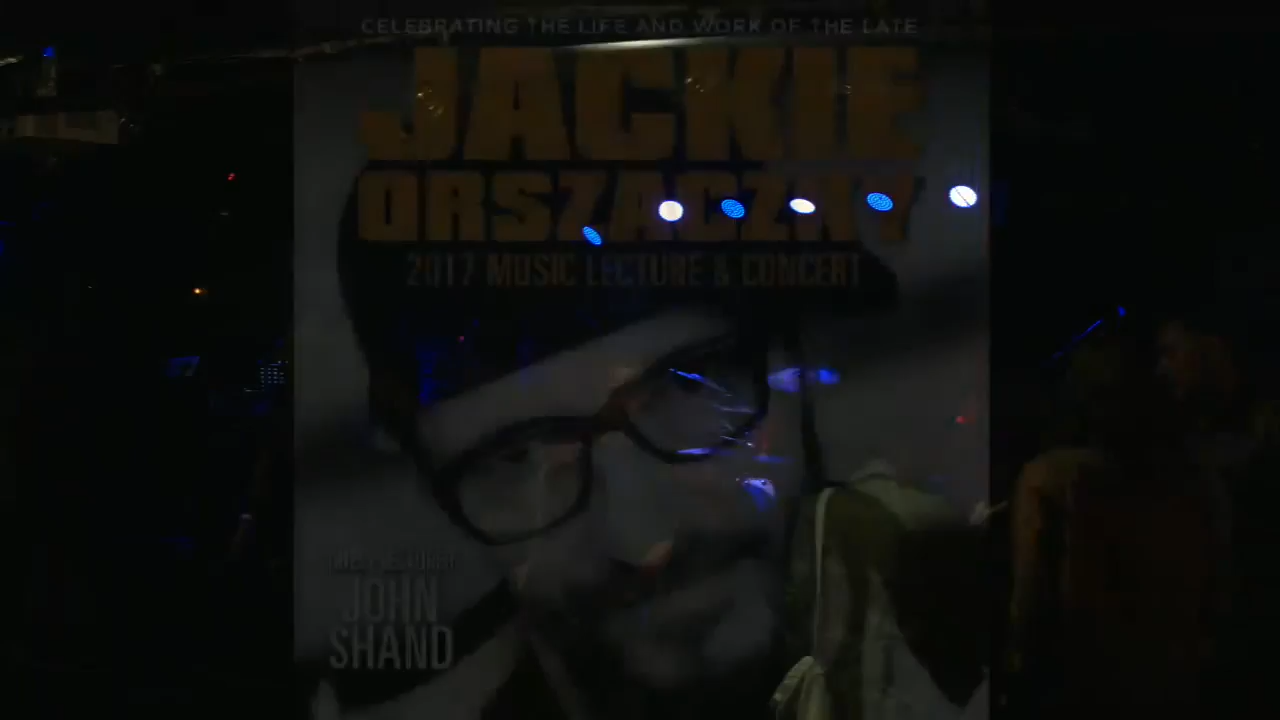 CELEBRATING THE LIFE AND WORK OF THE LATE
JACKIE
ORSZACZKY
2017 MUSIC LECTURE & CONCERT
JOHN
SHAND